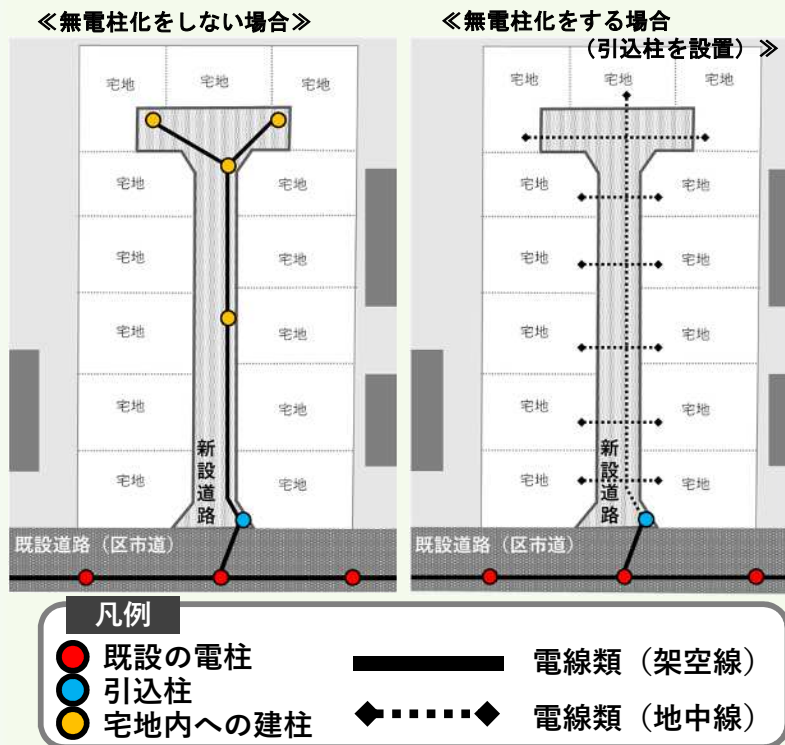 ≪無電柱化をしない場合≫
宅地
宅地
宅地
宅地
宅地
宅地
宅地
宅地
宅地
宅地
宅地
宅地
宅地
新設道路
既設道路（区市道）
≪無電柱化をする場合
（引込柱を設置）≫
宅地
宅地
宅地
宅地
宅地
宅地
宅地
宅地
宅地
宅地
宅地
宅地
宅地
新設道路
既設道路（区市道）
凡例
既設の電柱
引込柱
宅地内への建柱
電線類（架空線）
電線類（地中線）